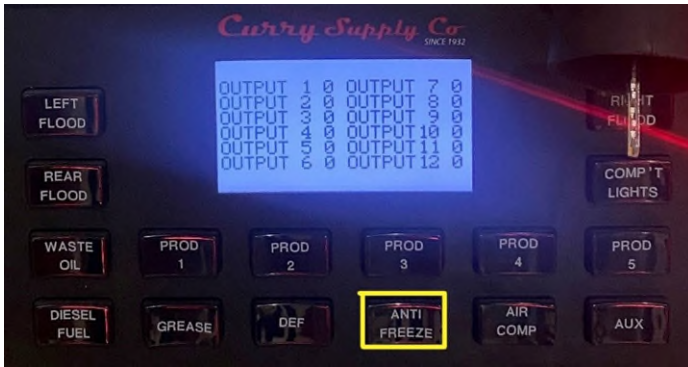 Curry Supply Co
SINCE 1932
OUTPUT 1 0 OUTPUT 7 0
OUTPUT 2 0 OUTPUT 8 0
OUTPUT 3 0 OUTPUT 9 0
OUTPUT 4 0 OUTPUT 10 0
OUTPUT 5 0 OUTPUT 11 0
OUTPUT 6 0 OUTPUT 12 0
LEFT
FLOOD
RIGHT
FLOOD
REAR
FLOOD
COMP'T
LIGHTS
WASTE
OIL
PROD
1
PROD
2
PROD
3
PROD
4
PROD
5
DIESEL
FUEL
GREASE
DEF
ANTI
FREEZE
AIR
COMP
AUX